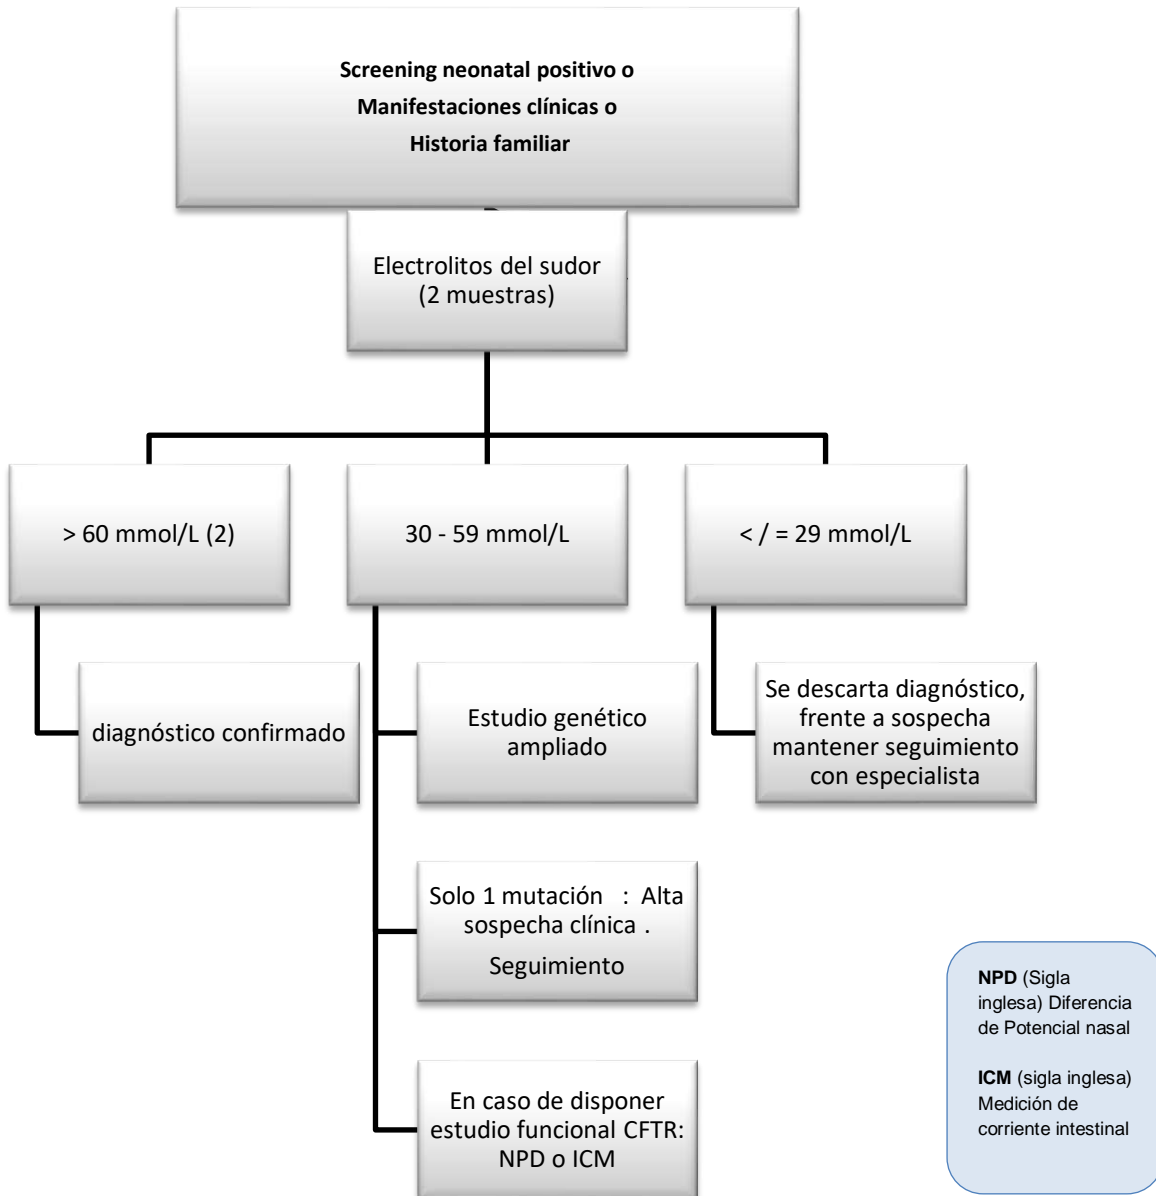 Screening neonatal positivo o
Manifestaciones clínicas o
Historia familiar
Electrolitos del sudor
(2 muestras)
> 60 mmol/L (2)
30 - 59 mmol/L
< / = 29 mmol/L
diagnóstico confirmado
Estudio genético
ampliado
Se descarta diagnóstico,
frente a sospecha
mantener seguimiento
con especialista
Solo 1 mutación : Alta
sospecha clínica .
Seguimiento
En caso de disponer
estudio funcional CFTR:
NPD o ICM
NPD (Sigla
inglesa) Diferencia
de Potencial nasal
ICM (sigla inglesa)
Medición de
corriente intestinal